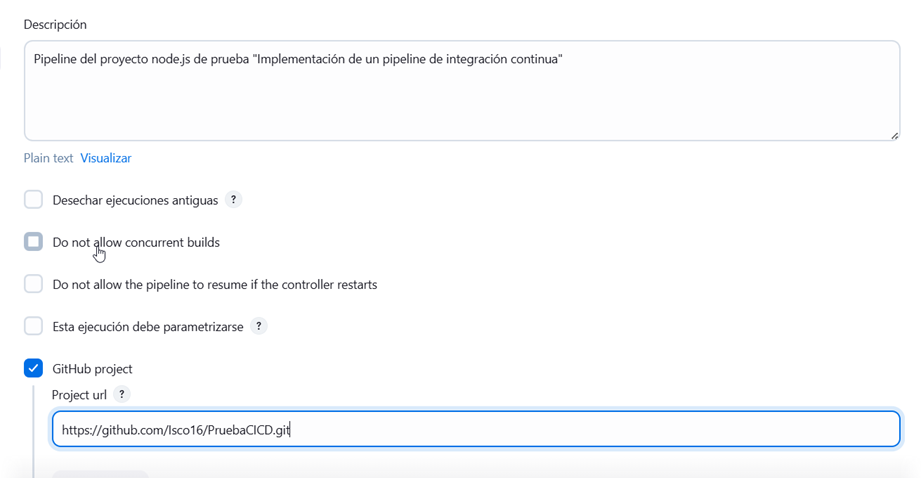 Descripción
Pipeline del proyecto node.js de prueba "Implementación de un pipeline de integración continua"
Plain text Visualizar
Desechar ejecuciones antiguas ?
Do not allow concurrent builds
Do not allow the pipeline to resume if the controller restarts
Esta ejecución debe parametrizarse ?
GitHub project
Project url ?
https://github.com/Isco16/PruebaCICD.git